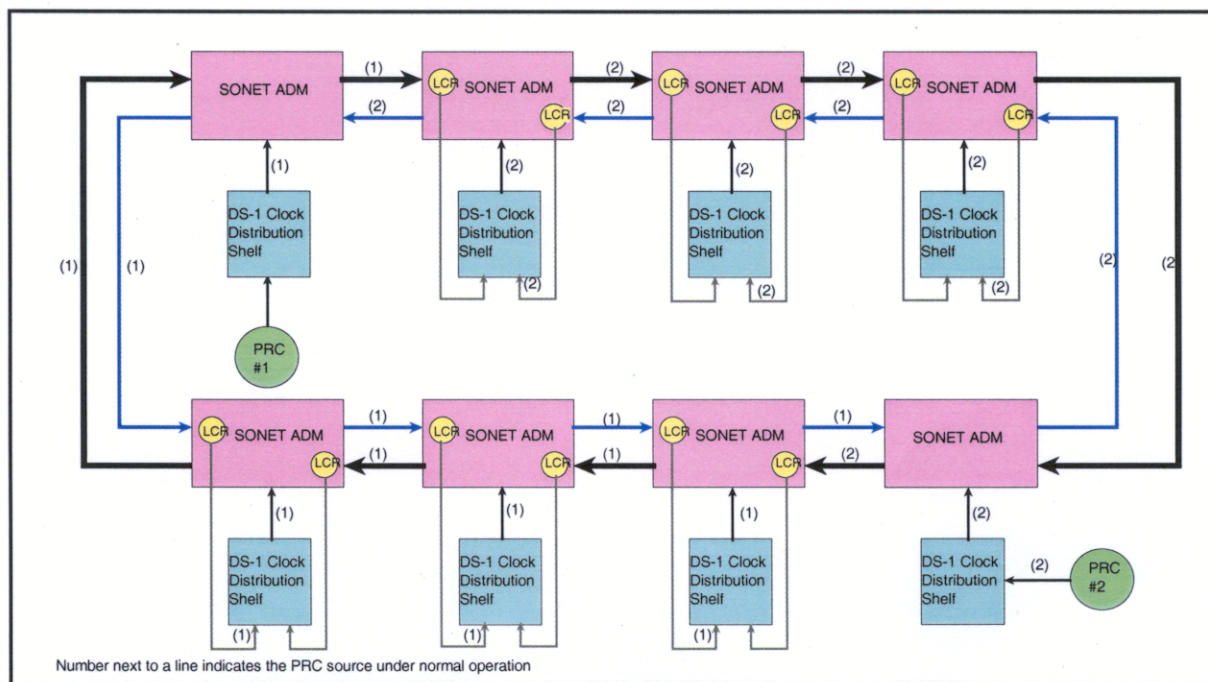 (1)
(2)
(2)
LCR
LCR
LCR
SONET ADM
SONET ADM
SONET ADM
SONET ADM
(2)
(2)
(2)
LCR
LCR
LCR
(1)
(2)
(2)
(2)
DS-1 Clock
Distribution
Shelf
DS-1 Clock
Distribution
Shelf
DS-1 Clock
Distribution
Shelf
DS-1 Clock
Distribution
Shelf
(1)
(1)
(2)
(2
(2)
(2)
(2)
PRC
#1
(1)
(1)
(1)
LCR
LCR
LCR
SONET ADM
SONET ADM
SONET ADM
SONET ADM
(1)
(1)
(2)
LCR
LCR
LCR
(1)
(1)
(1)
(2)
DS-1 Clock
Distribution
Shelf
DS-1 Clock
Distribution
Shelf
DS-1 Clock
Distribution
Shelf
DS-1 Clock
Distribution
Shelf
(2)
PRC
#2
(1)
(1)
(1)
Number next to a line indicates the PRC source under normal operation